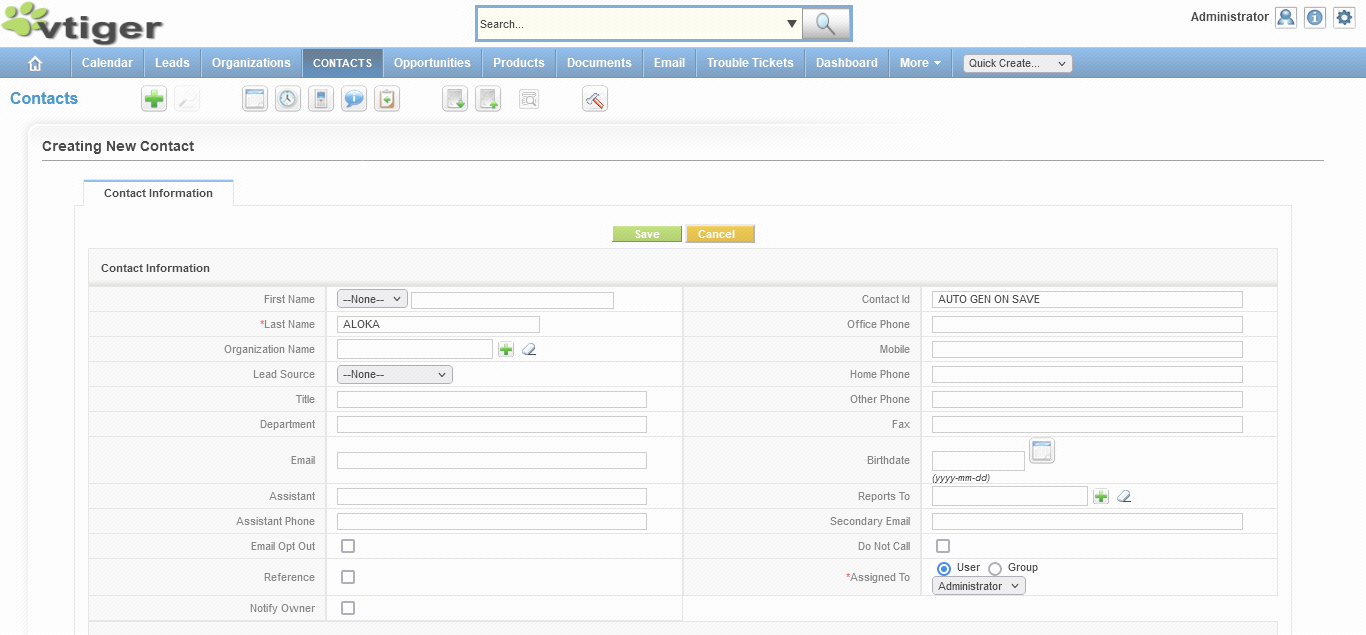 vtiger
Search...
Administrator
Calendar Leads Organizations CONTACTS Opportunities Products Documents Email Trouble Tickets Dashboard More Quick Create...
Contacts
Creating New Contact
Contact Information
Save Cancel
Contact Information
First Name --None-- Contact Id AUTO GEN ON SAVE
*Last Name ALOKA Office Phone
Organization Name Mobile
Lead Source --None-- Home Phone
Title Other Phone
Department Fax
Email Birthdate
(yyyy-mm-dd)
Assistant Reports To
Assistant Phone Secondary Email
Email Opt Out Do Not Call
Reference *Assigned To User Group
Administrator
Notify Owner